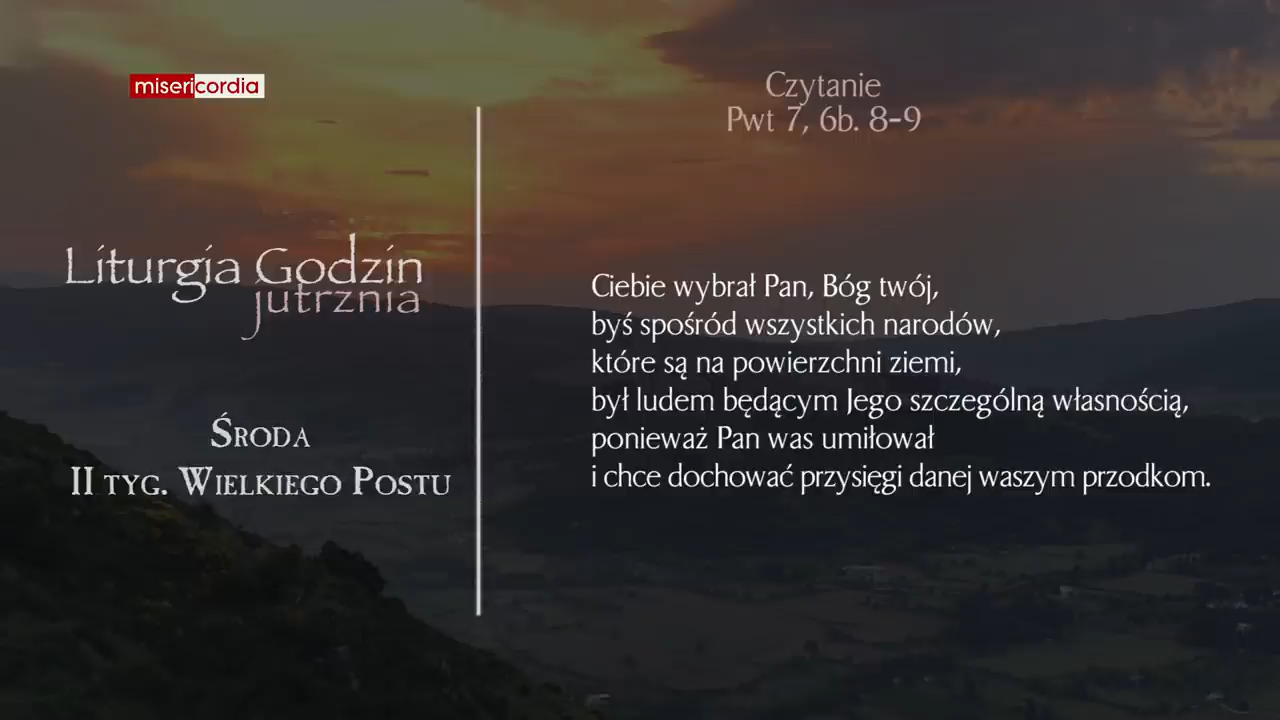 misericordia
Liturgia Godzin
jutrznia
Środa
II tyg. Wielkiego Postu
Czytanie
Pwt 7, 6b. 8-9
Ciebie wybrał Pan, Bóg twój,
byś spośród wszystkich narodów,
które są na powierzchni ziemi,
był ludem będącym Jego szczególną własnością,
ponieważ Pan was umiłował
i chce dochować przysięgi danej waszym przodkom.